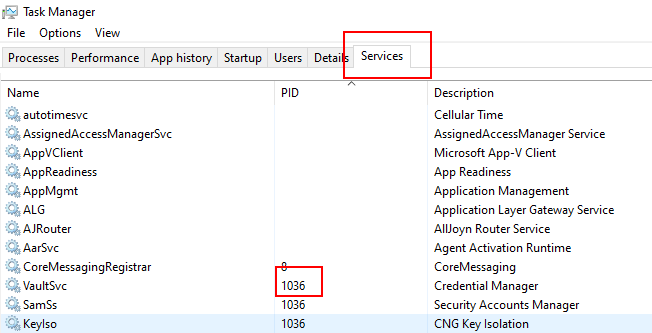 Task Manager
File Options View
Processes Performance App history Startup Users Details Services
Name PID Description
autotimesvc Cellular Time
AssignedAccessManagerSvc AssignedAccessManager Service
AppVClient Microsoft App-V Client
AppReadiness App Readiness
AppMgmt Application Management
ALG Application Layer Gateway Service
AJRouter AllJoyn Router Service
AarSvc Agent Activation Runtime
CoreMessagingRegistrar 8 CoreMessaging
VaultSvc 1036 Credential Manager
SamSs 1036 Security Accounts Manager
KeyIso 1036 CNG Key Isolation